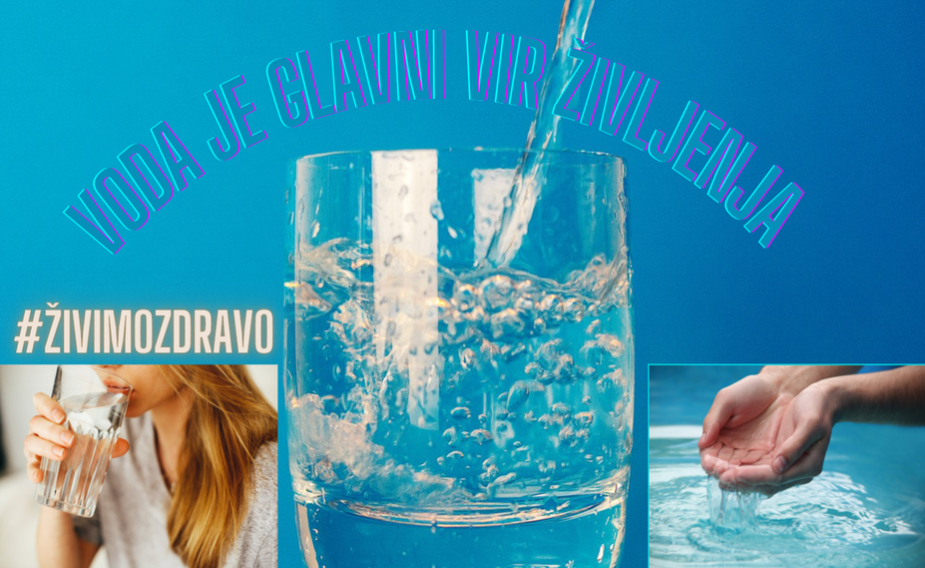 VODA JE GLAVNI VIR ŽIVLJENJA
#ŽIVIMOZDRAVO